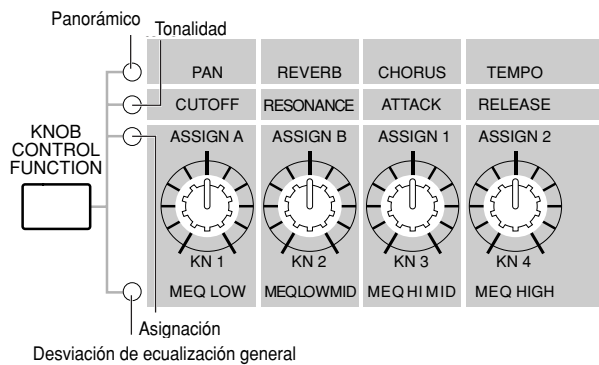 Panorámico
Tonalidad
PAN REVERB CHORUS TEMPO
CUTOFF RESONANCE ATTACK RELEASE
KNOB
CONTROL
FUNCTION
ASSIGN A ASSIGN B ASSIGN 1 ASSIGN 2
KN 1 KN 2 KN 3 KN 4
MEQ LOW MEQLOWMID MEQ HI MID MEQ HIGH
Asignación
Desviación de ecualización general